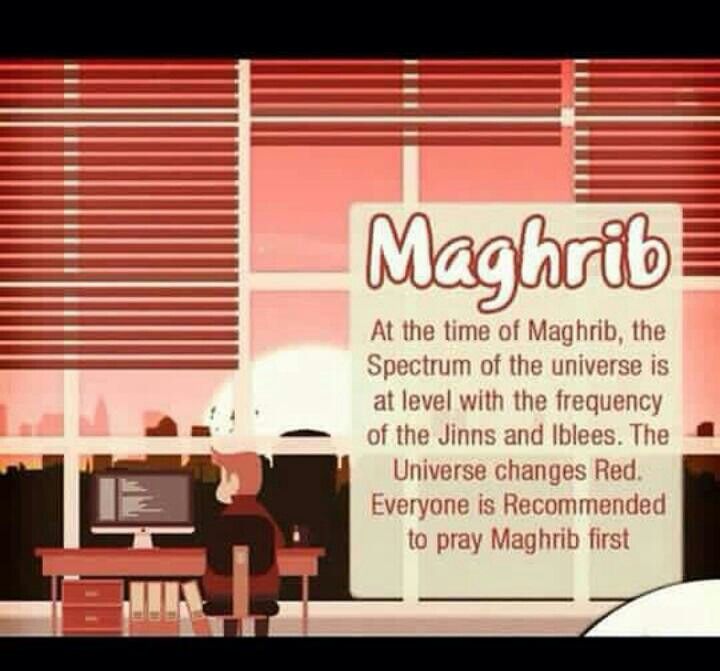 Maghrib
At the time of Maghrib, the
Spectrum of the universe is
at level with the frequency
of the Jinns and Iblees. The
Universe changes Red.
Everyone is Recommended
to pray Maghrib first